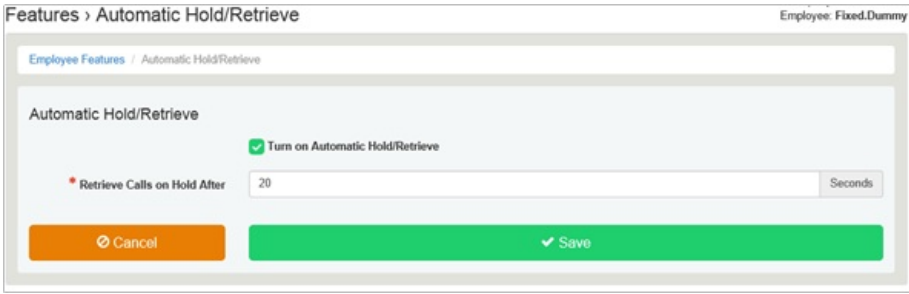 Features › Automatic Hold/Retrieve
Employee: Fixed.Dummy
Employee Features / Automatic Hold/Retrieve
Automatic Hold/Retrieve
Turn on Automatic Hold/Retrieve
* Retrieve Calls on Hold After 20 Seconds
Cancel Save